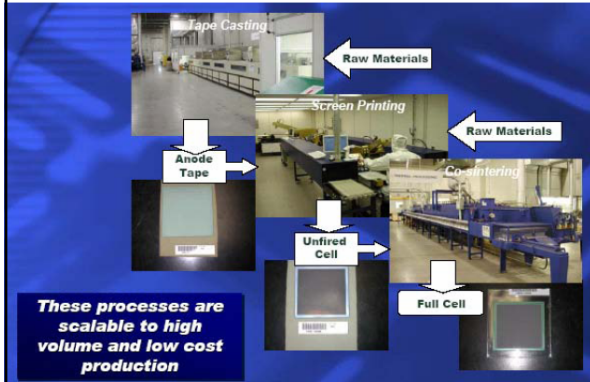 Tape Casting
Raw Materials
Screen Printing
Raw Materials
Anode
Tape
Co-sintering
Unfired
Cell
Full Cell
These processes are
scalable to high
volume and low cost
production